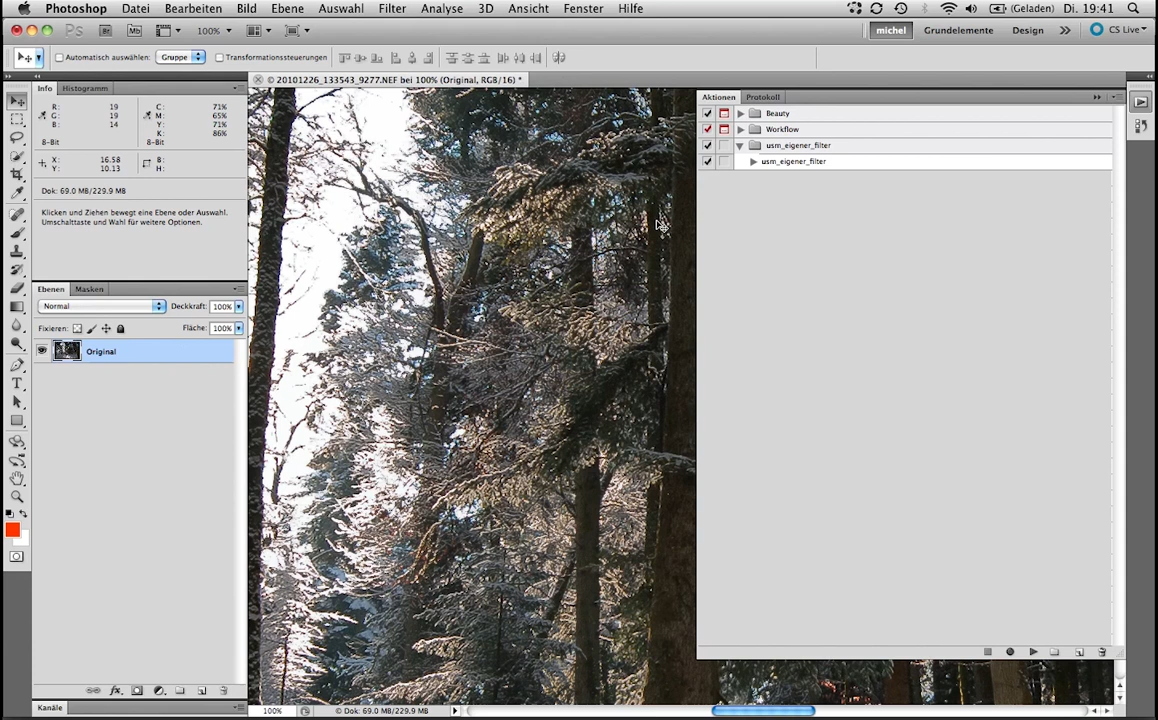 Photoshop Datei Bearbeiten Bild Ebene Auswahl Filter Analyse 3D Ansicht Fenster Hilfe (Geladen) Di. 19:41
Ps Br Mb 100% michel Grundelemente Design CS Live
Automatisch auswählen: Gruppe Transformationssteuerungen
© 20101226_133543_9277.NEF bei 100% (Original, RGB/16) *
Info Histogramm
R: 19 C: 71%
G: 19 M: 65%
B: 14 Y: 71%
K: 86%
8-Bit 8-Bit
X: 16.58 B:
Y: 10.13 H:
Dok: 69.0 MB/229.9 MB
Klicken und Ziehen bewegt eine Ebene oder Auswahl.
Umschalttaste und Wahl für weitere Optionen.
Ebenen Masken
Normal Deckkraft: 100%
Fixieren: Fläche: 100%
Original
Kanäle
Aktionen Protokoll
Beauty
Workflow
usm_eigener_filter
usm_eigener_filter
100% © Dok: 69.0 MB/229.9 MB